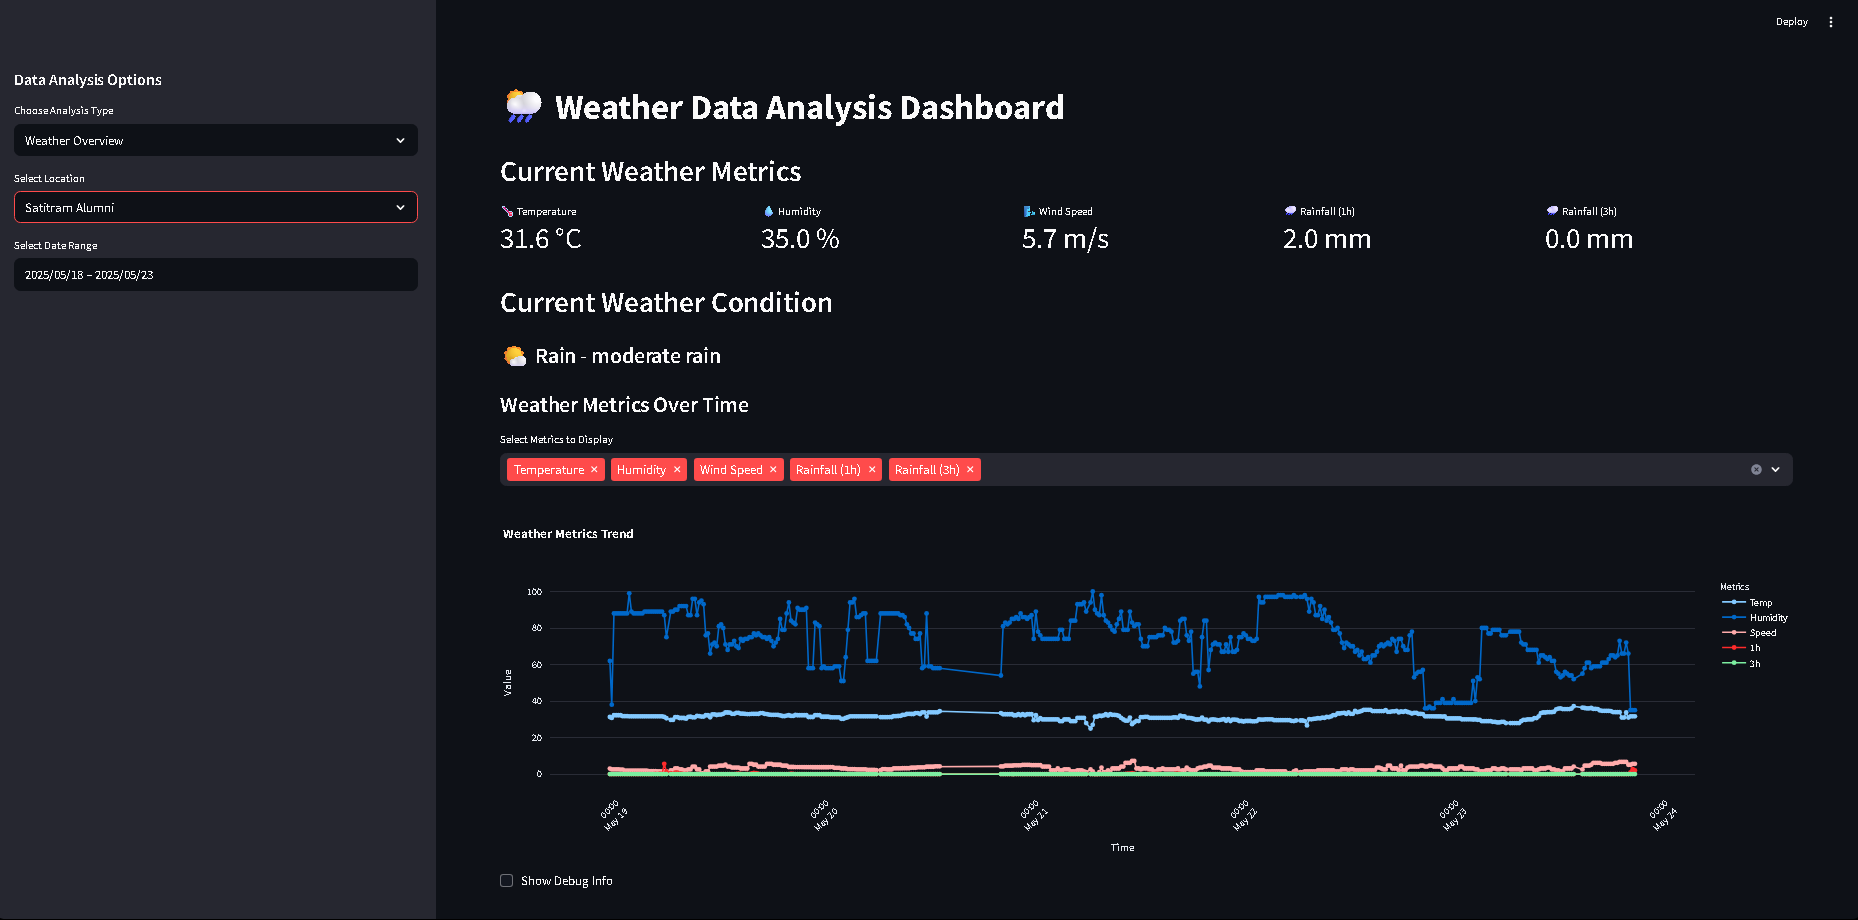 Deploy
Data Analysis Options
Choose Analysis Type
Weather Overview
Select Location
Satitram Alumni
Select Date Range
2025/05/18 – 2025/05/23
Weather Data Analysis Dashboard
Current Weather Metrics
Temperature
31.6 °C
Humidity
35.0 %
Wind Speed
5.7 m/s
Rainfall (1h)
2.0 mm
Rainfall (3h)
0.0 mm
Current Weather Condition
Rain - moderate rain
Weather Metrics Over Time
Select Metrics to Display
Temperature × Humidity × Wind Speed × Rainfall (1h) × Rainfall (3h) ×
Weather Metrics Trend
Metrics
Temp
Humidity
Speed
1h
3h
Value
100
80
60
40
20
0
00:00
May 19
00:00
May 20
00:00
May 21
00:00
May 22
00:00
May 23
00:00
May 24
Time
Show Debug Info